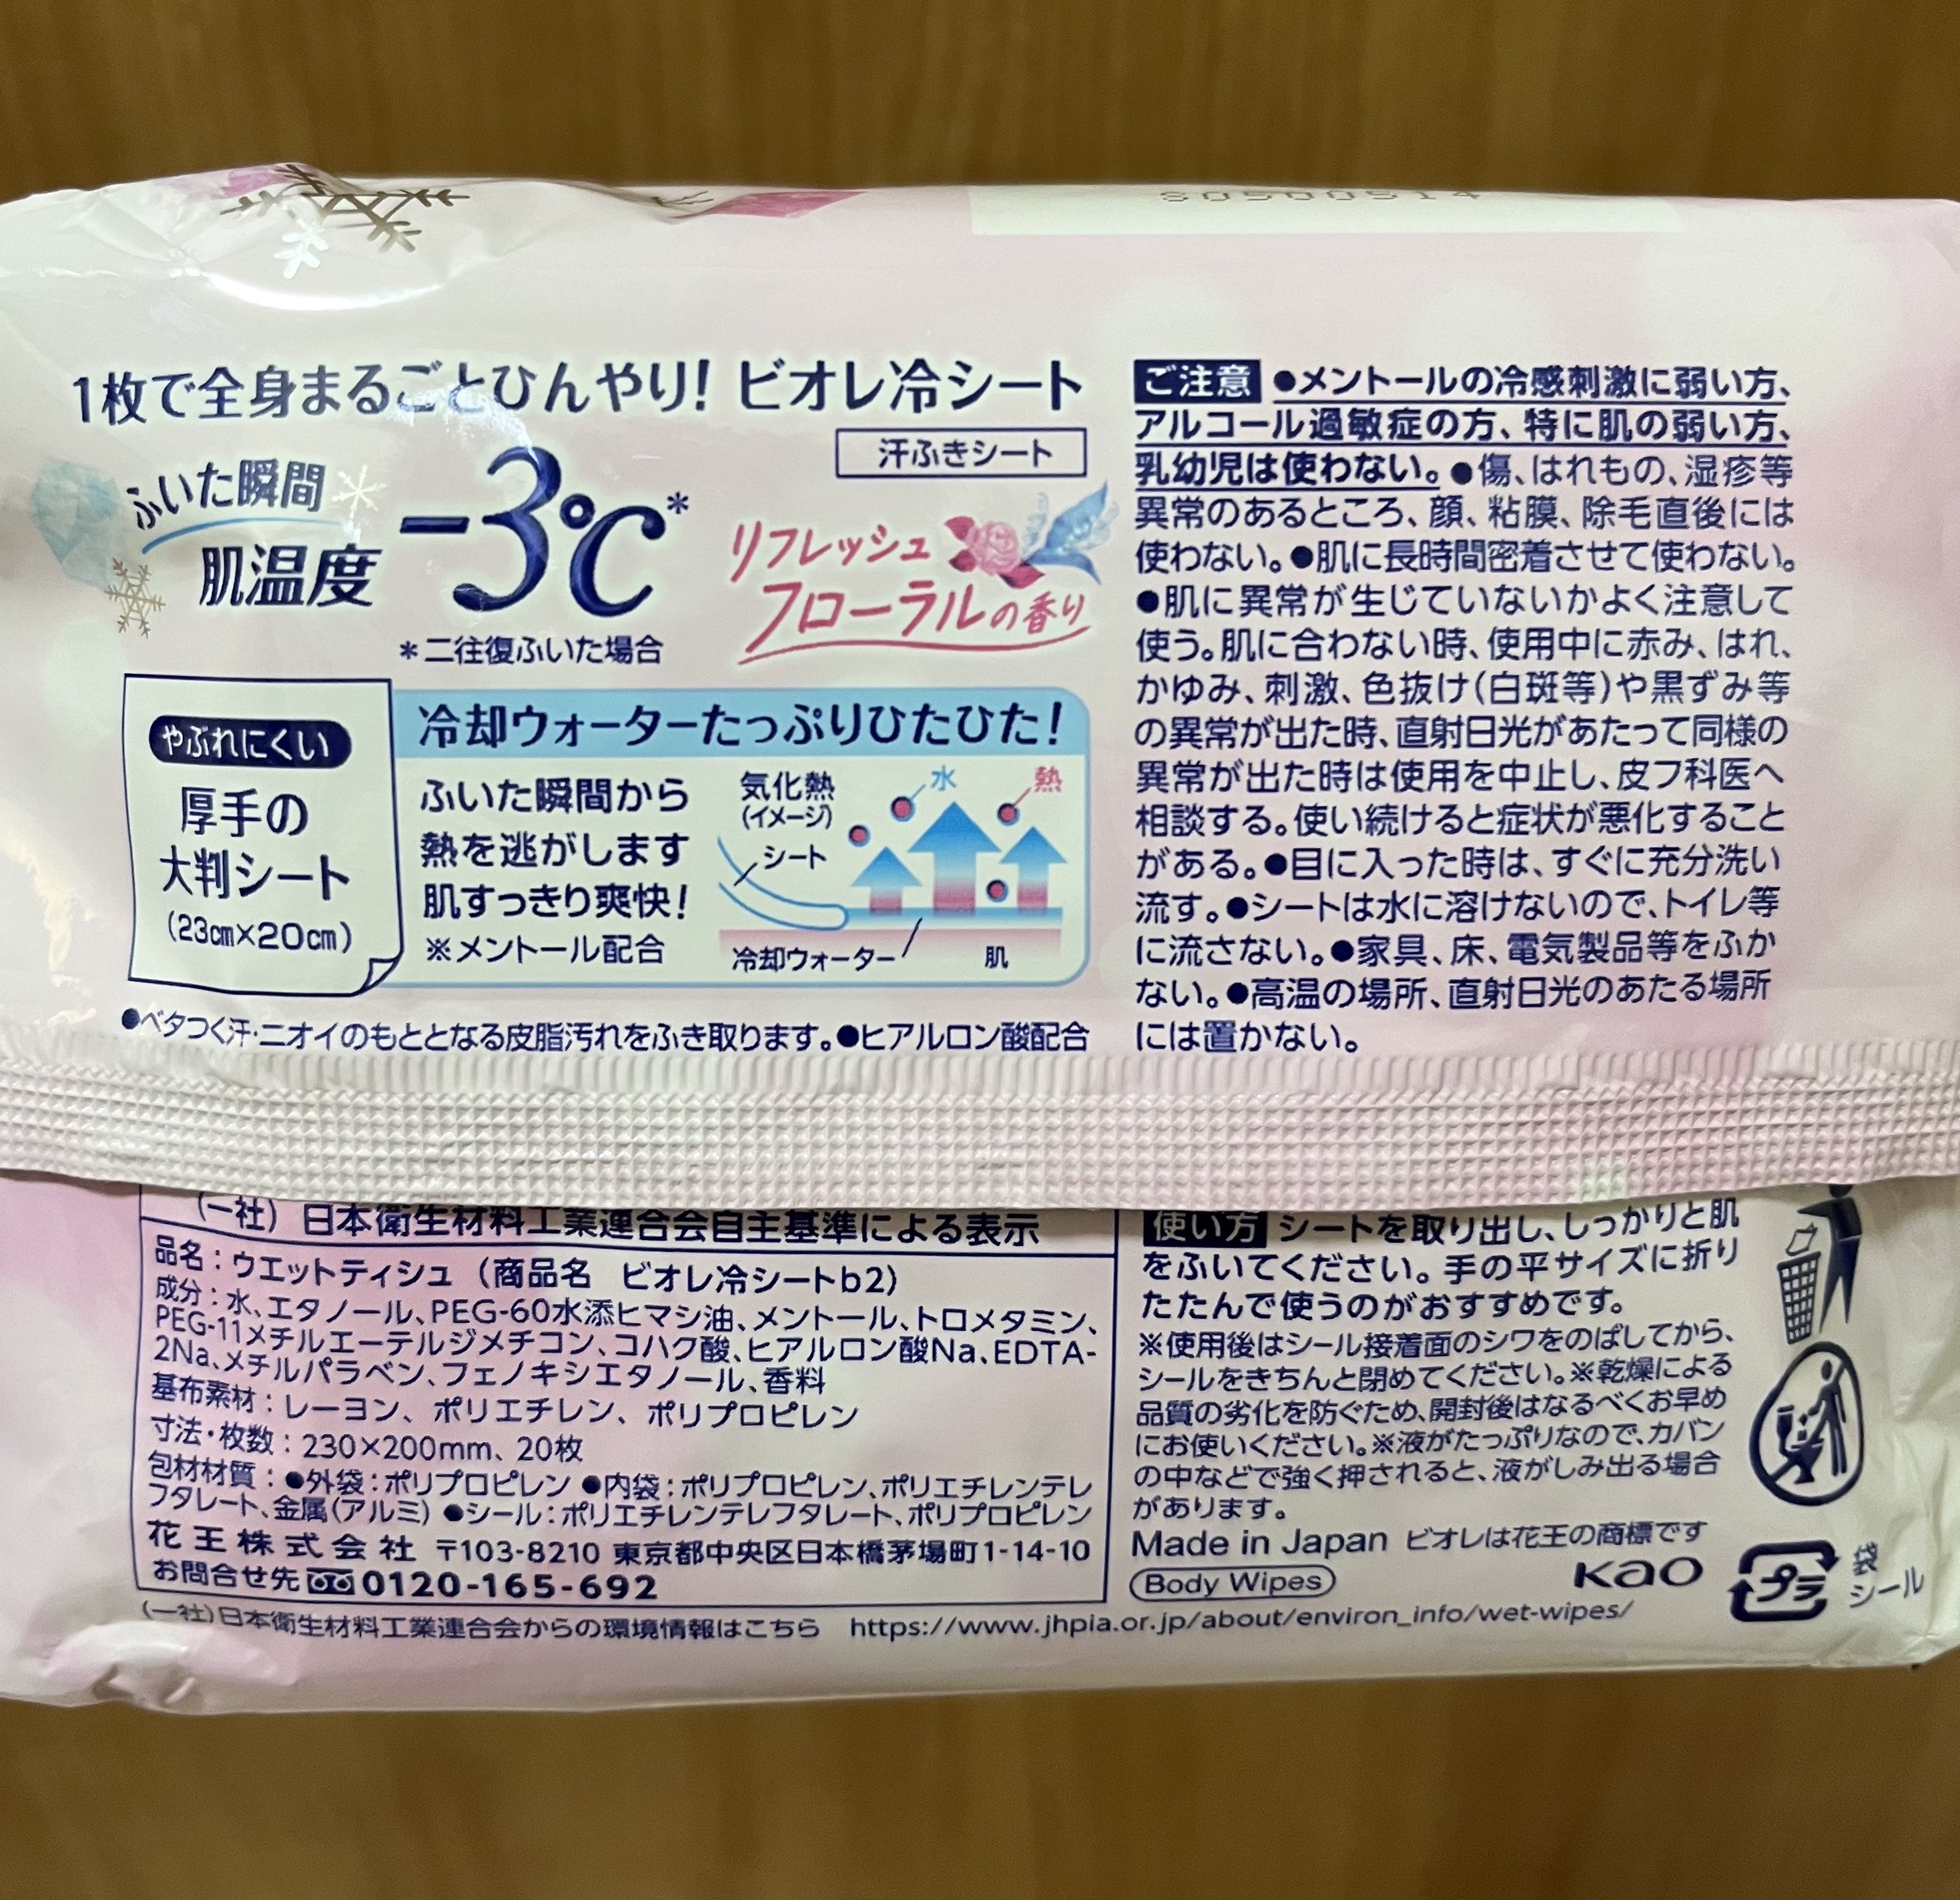 1枚で全身まるごとひんやり! ビオレ冷シート
汗ふきシート
ふいた瞬間
肌温度
-3℃*
*二往復ふいた場合
リフレッシュ
フローラルの香り
やぶれにくい
厚手の
大判シート
(23cm×20cm)
冷却ウォーターたっぷりひたひた!
ふいた瞬間から
熱を逃がします
肌すっきり爽快!
※メントール配合
気化熱
(イメージ)
水
熱
シート
冷却ウォーター
肌
●ベタつく汗・ニオイのもととなる皮脂汚れをふき取ります。●ヒアルロン酸配合
ご注意 ●メントールの冷感刺激に弱い方、
アルコール過敏症の方、特に肌の弱い方、
乳幼児は使わない。●傷、はれもの、湿疹等
異常のあるところ、顔、粘膜、除毛直後には
使わない。●肌に長時間密着させて使わない。
●肌に異常が生じていないかよく注意して
使う。肌に合わない時、使用中に赤み、はれ、
かゆみ、刺激、色抜け(白斑等)や黒ずみ等
の異常が出た時、直射日光があたって同様の
異常が出た時は使用を中止し、皮フ科医へ
相談する。使い続けると症状が悪化すること
がある。●目に入った時は、すぐに充分洗い
流す。●シートは水に溶けないので、トイレ等
に流さない。●家具、床、電気製品等をふか
ない。●高温の場所、直射日光のあたる場所
には置かない。
(一社) 日本衛生材料工業連合会自主基準による表示
品名:ウエットティシュ (商品名 ビオレ冷シートb2)
成分:水、エタノール、PEG-60水添ヒマシ油、メントール、トロメタミン、
PEG-11メチルエーテルジメチコン、コハク酸、ヒアルロン酸Na、EDTA-
2Na、メチルパラベン、フェノキシエタノール、香料
基布素材:レーヨン、ポリエチレン、ポリプロピレン
寸法・枚数:230×200mm、20枚
包材材質:●外袋:ポリプロピレン ●内袋:ポリプロピレン、ポリエチレンテレ
フタレート、金属(アルミ) ●シール:ポリエチレンテレフタレート、ポリプロピレン
花王株式会社 〒103-8210 東京都中央区日本橋茅場町1-14-10
お問合せ先 0120-165-692
(一社)日本衛生材料工業連合会からの環境情報はこちら https://www.jhpia.or.jp/about/environ_info/wet-wipes/
使い方 シートを取り出し、しっかりと肌
をふいてください。手の平サイズに折り
たたんで使うのがおすすめです。
※使用後はシール接着面のシワをのばしてから、
シールをきちんと閉めてください。※乾燥による
品質の劣化を防ぐため、開封後はなるべくお早め
にお使いください。※液がたっぷりなので、カバン
の中などで強く押されると、液がしみ出る場合
があります。
Made in Japan ビオレは花王の商標です
Body Wipes
Kao
プラ
袋
シール